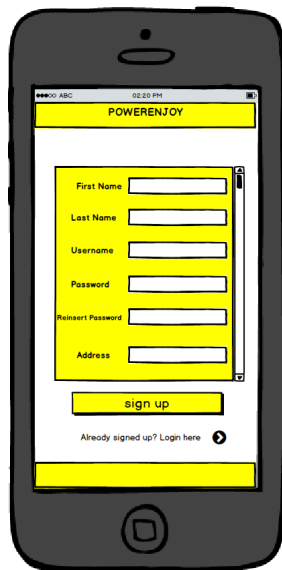 ABC 02:20 PM
POWERENJOY
First Name
Last Name
Username
Password
Reinsert Password
Address
sign up
Already signed up? Login here